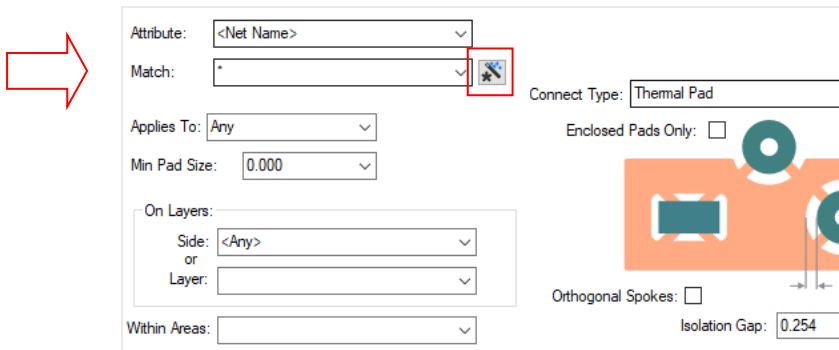 Attribute: <Net Name>
Match: *
Connect Type: Thermal Pad
Applies To: Any
Enclosed Pads Only:
Min Pad Size: 0.000
On Layers:
Side: <Any>
or
Layer:
Orthogonal Spokes:
Within Areas:
Isolation Gap: 0.254